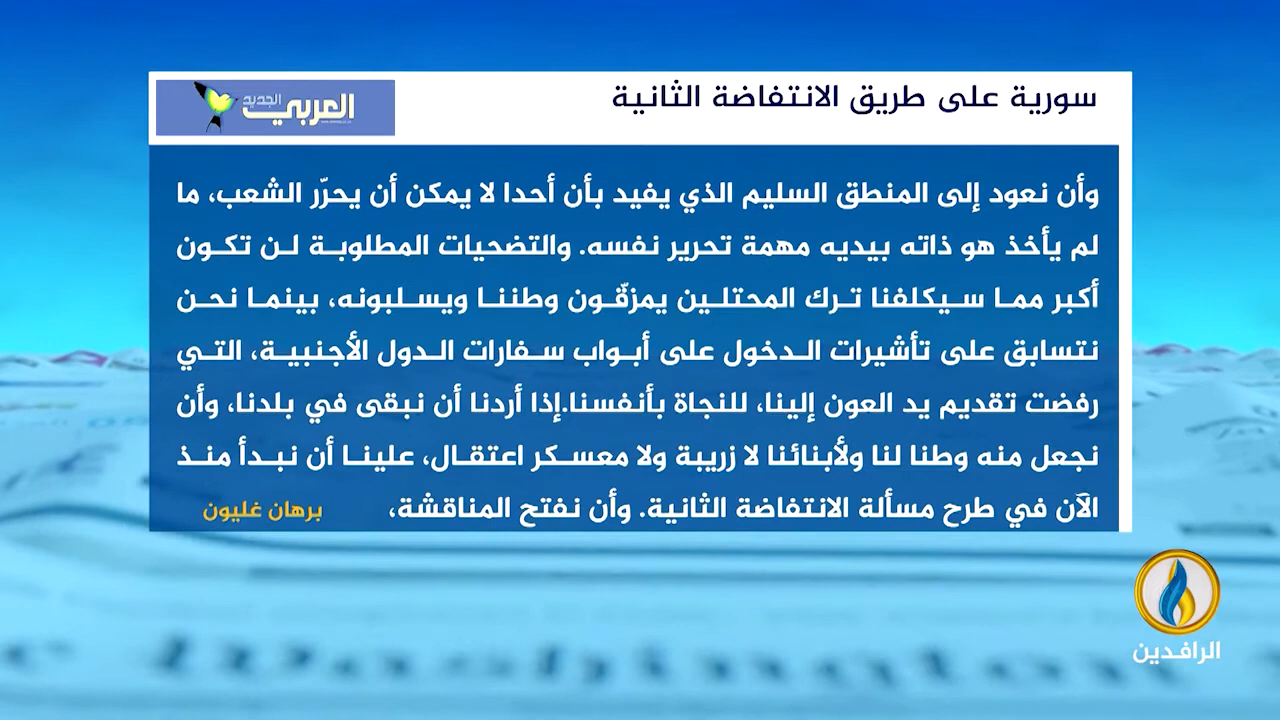 سورية على طريق الانتفاضة الثانية
العربي الجديد
وأن نعود إلى المنطق السليم الذي يفيد بأن أحدا لا يمكن أن يحرّر الشعب، ما
لم يأخذ هو ذاته بيديه مهمة تحرير نفسه. والتضحيات المطلوبة لن تكون
أكبر مما سيكلفنا ترك المحتلين يمزقّون وطننا ويسلبونه، بينما نحن
نتسابق على تأشيرات الدخول على أبواب سفارات الدول الأجنبية، التي
رفضت تقديم يد العون إلينا، للنجاة بأنفسنا.إذا أردنا أن نبقى في بلدنا، وأن
نجعل منه وطنا لنا ولأبنائنا لا زريبة ولا معسكر اعتقال، علينا أن نبدأ منذ
الآن في طرح مسألة الانتفاضة الثانية. وأن نفتح المناقشة،
برهان غليون
الرافدين